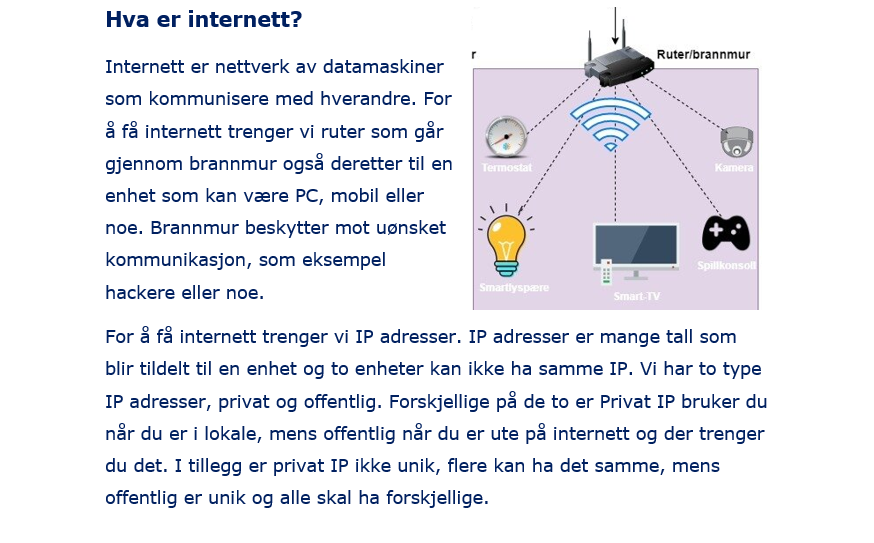 Hva er internett?
Internett er nettverk av datamaskiner
som kommunisere med hverandre. For
å få internett trenger vi ruter som går
gjennom brannmur også deretter til en
enhet som kan være PC, mobil eller
noe. Brannmur beskytter mot uønsket
kommunikasjon, som eksempel
hackere eller noe.
r
Ruter/brannmur
Termostat
Kamera
Smartlyspære
Smart-TV
Spillkonsoll
For å få internett trenger vi IP adresser. IP adresser er mange tall som
blir tildelt til en enhet og to enheter kan ikke ha samme IP. Vi har to type
IP adresser, privat og offentlig. Forskjellige på de to er Privat IP bruker du
når du er i lokale, mens offentlig når du er ute på internett og der trenger
du det. I tillegg er privat IP ikke unik, flere kan ha det samme, mens
offentlig er unik og alle skal ha forskjellige.